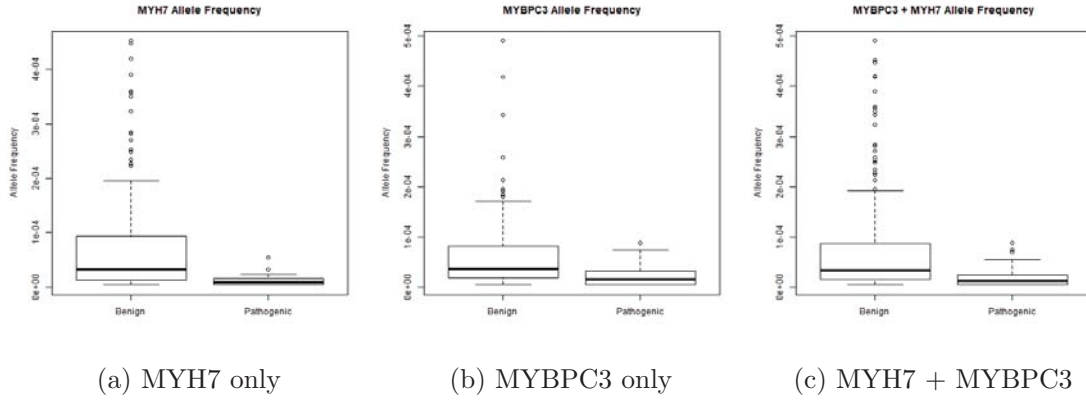 MYH7 Allele Frequency
Allele Frequency
0e+00
1e-04
2e-04
3e-04
4e-04
Benign
Pathogenic
(a) MYH7 only
MYBPC3 Allele Frequency
Allele Frequency
0e+00
1e-04
2e-04
3e-04
4e-04
5e-04
Benign
Pathogenic
(b) MYBPC3 only
MYBPC3 + MYH7 Allele Frequency
Allele Frequency
0e+00
1e-04
2e-04
3e-04
4e-04
5e-04
Benign
Pathogenic
(c) MYH7 + MYBPC3